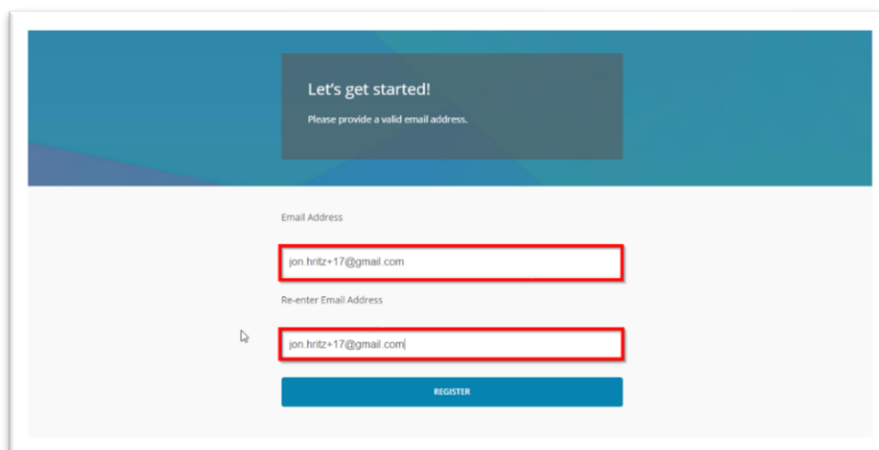 Let's get started!
Please provide a valid email address.
Email Address
jon.hritz+17@gmail.com
Re-enter Email Address
jon.hritz+17@gmail.com
REGISTER